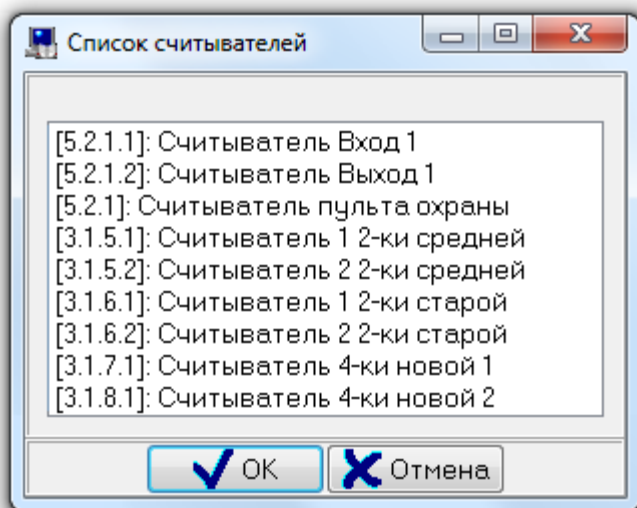 Список считывателей
[5.2.1.1]: Считыватель Вход 1
[5.2.1.2]: Считыватель Выход 1
[5.2.1]: Считыватель пульта охраны
[3.1.5.1]: Считыватель 1 2-ки средней
[3.1.5.2]: Считыватель 2 2-ки средней
[3.1.6.1]: Считыватель 1 2-ки старой
[3.1.6.2]: Считыватель 2 2-ки старой
[3.1.7.1]: Считыватель 4-ки новой 1
[3.1.8.1]: Считыватель 4-ки новой 2
OK Отмена